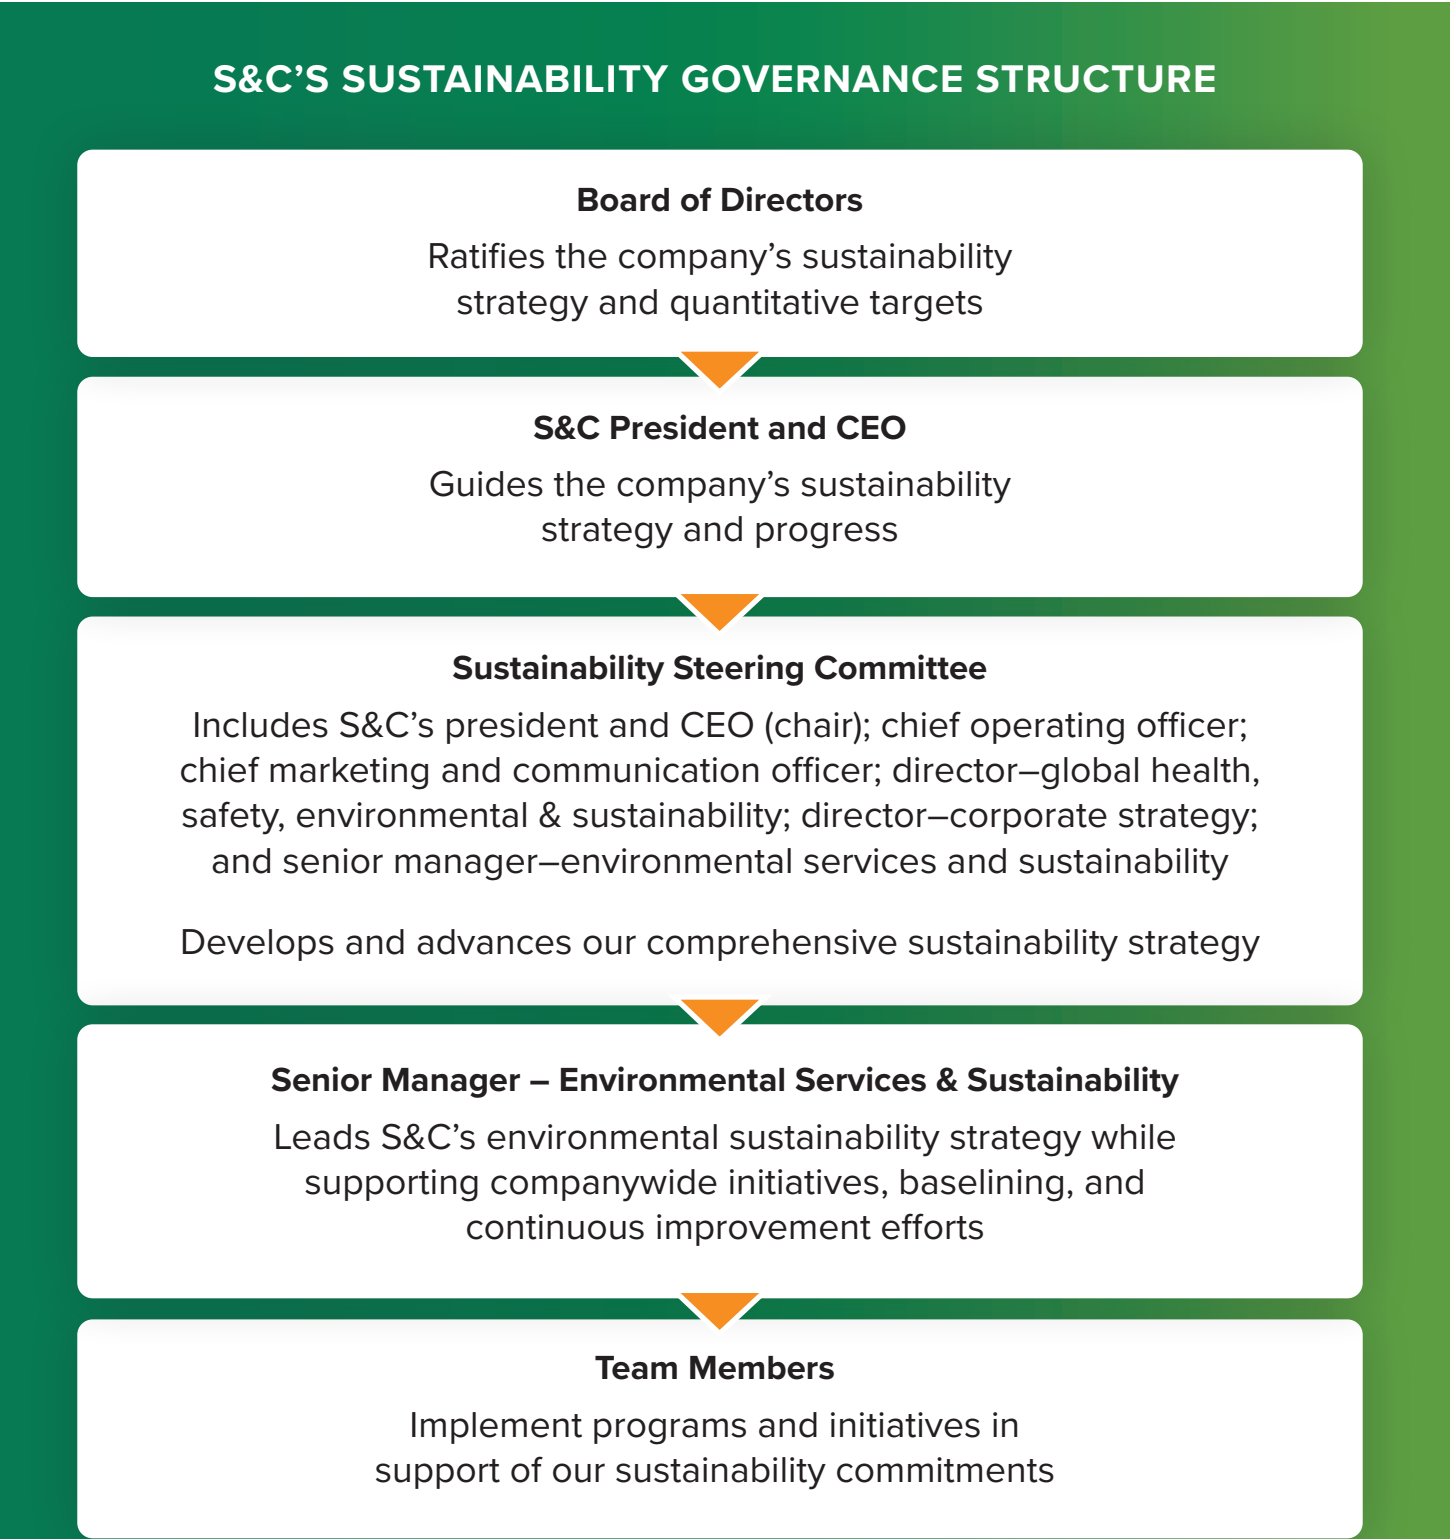 S&C’S SUSTAINABILITY GOVERNANCE STRUCTURE
Board of Directors
Ratifies the company’s sustainability
strategy and quantitative targets
S&C President and CEO
Guides the company’s sustainability
strategy and progress
Sustainability Steering Committee
Includes S&C’s president and CEO (chair); chief operating officer;
chief marketing and communication officer; director–global health,
safety, environmental & sustainability; director–corporate strategy;
and senior manager–environmental services and sustainability
Develops and advances our comprehensive sustainability strategy
Senior Manager – Environmental Services & Sustainability
Leads S&C’s environmental sustainability strategy while
supporting companywide initiatives, baselining, and
continuous improvement efforts
Team Members
Implement programs and initiatives in
support of our sustainability commitments